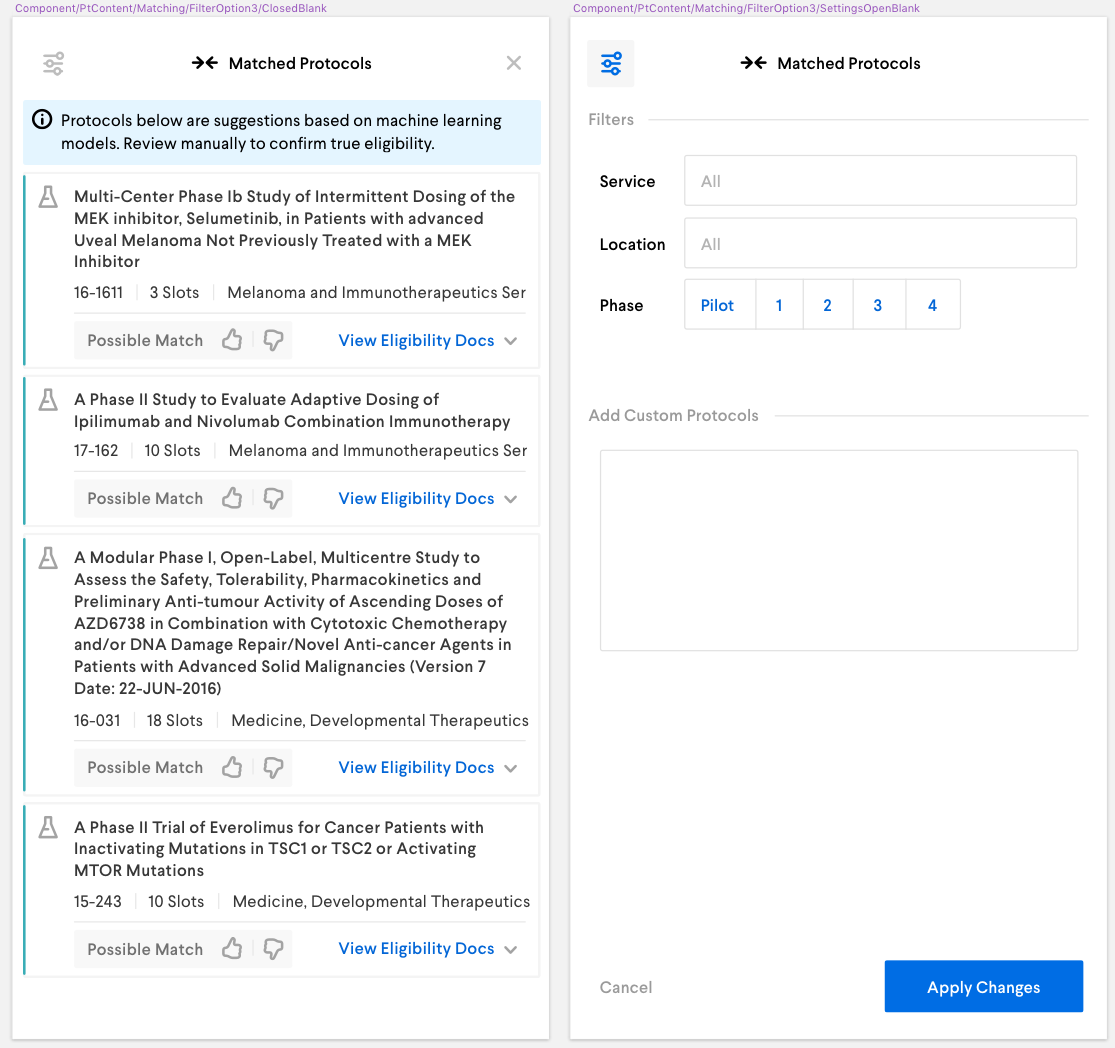 Component/PtContent/Matching/FilterOption3/ClosedBlank
Matched Protocols
Protocols below are suggestions based on machine learning
models. Review manually to confirm true eligibility.
Multi-Center Phase Ib Study of Intermittent Dosing of the
MEK inhibitor, Selumetinib, in Patients with advanced
Uveal Melanoma Not Previously Treated with a MEK
Inhibitor
16-1611 3 Slots Melanoma and Immunotherapeutics Ser
Possible Match View Eligibility Docs
A Phase II Study to Evaluate Adaptive Dosing of
Ipilimumab and Nivolumab Combination Immunotherapy
17-162 10 Slots Melanoma and Immunotherapeutics Ser
Possible Match View Eligibility Docs
A Modular Phase I, Open-Label, Multicentre Study to
Assess the Safety, Tolerability, Pharmacokinetics and
Preliminary Anti-tumour Activity of Ascending Doses of
AZD6738 in Combination with Cytotoxic Chemotherapy
and/or DNA Damage Repair/Novel Anti-cancer Agents in
Patients with Advanced Solid Malignancies (Version 7
Date: 22-JUN-2016)
16-031 18 Slots Medicine, Developmental Therapeutics
Possible Match View Eligibility Docs
A Phase II Trial of Everolimus for Cancer Patients with
Inactivating Mutations in TSC1 or TSC2 or Activating
MTOR Mutations
15-243 10 Slots Medicine, Developmental Therapeutics
Possible Match View Eligibility Docs
Component/PtContent/Matching/FilterOption3/SettingsOpenBlank
Matched Protocols
Filters
Service All
Location All
Phase Pilot 1 2 3 4
Add Custom Protocols
Cancel Apply Changes